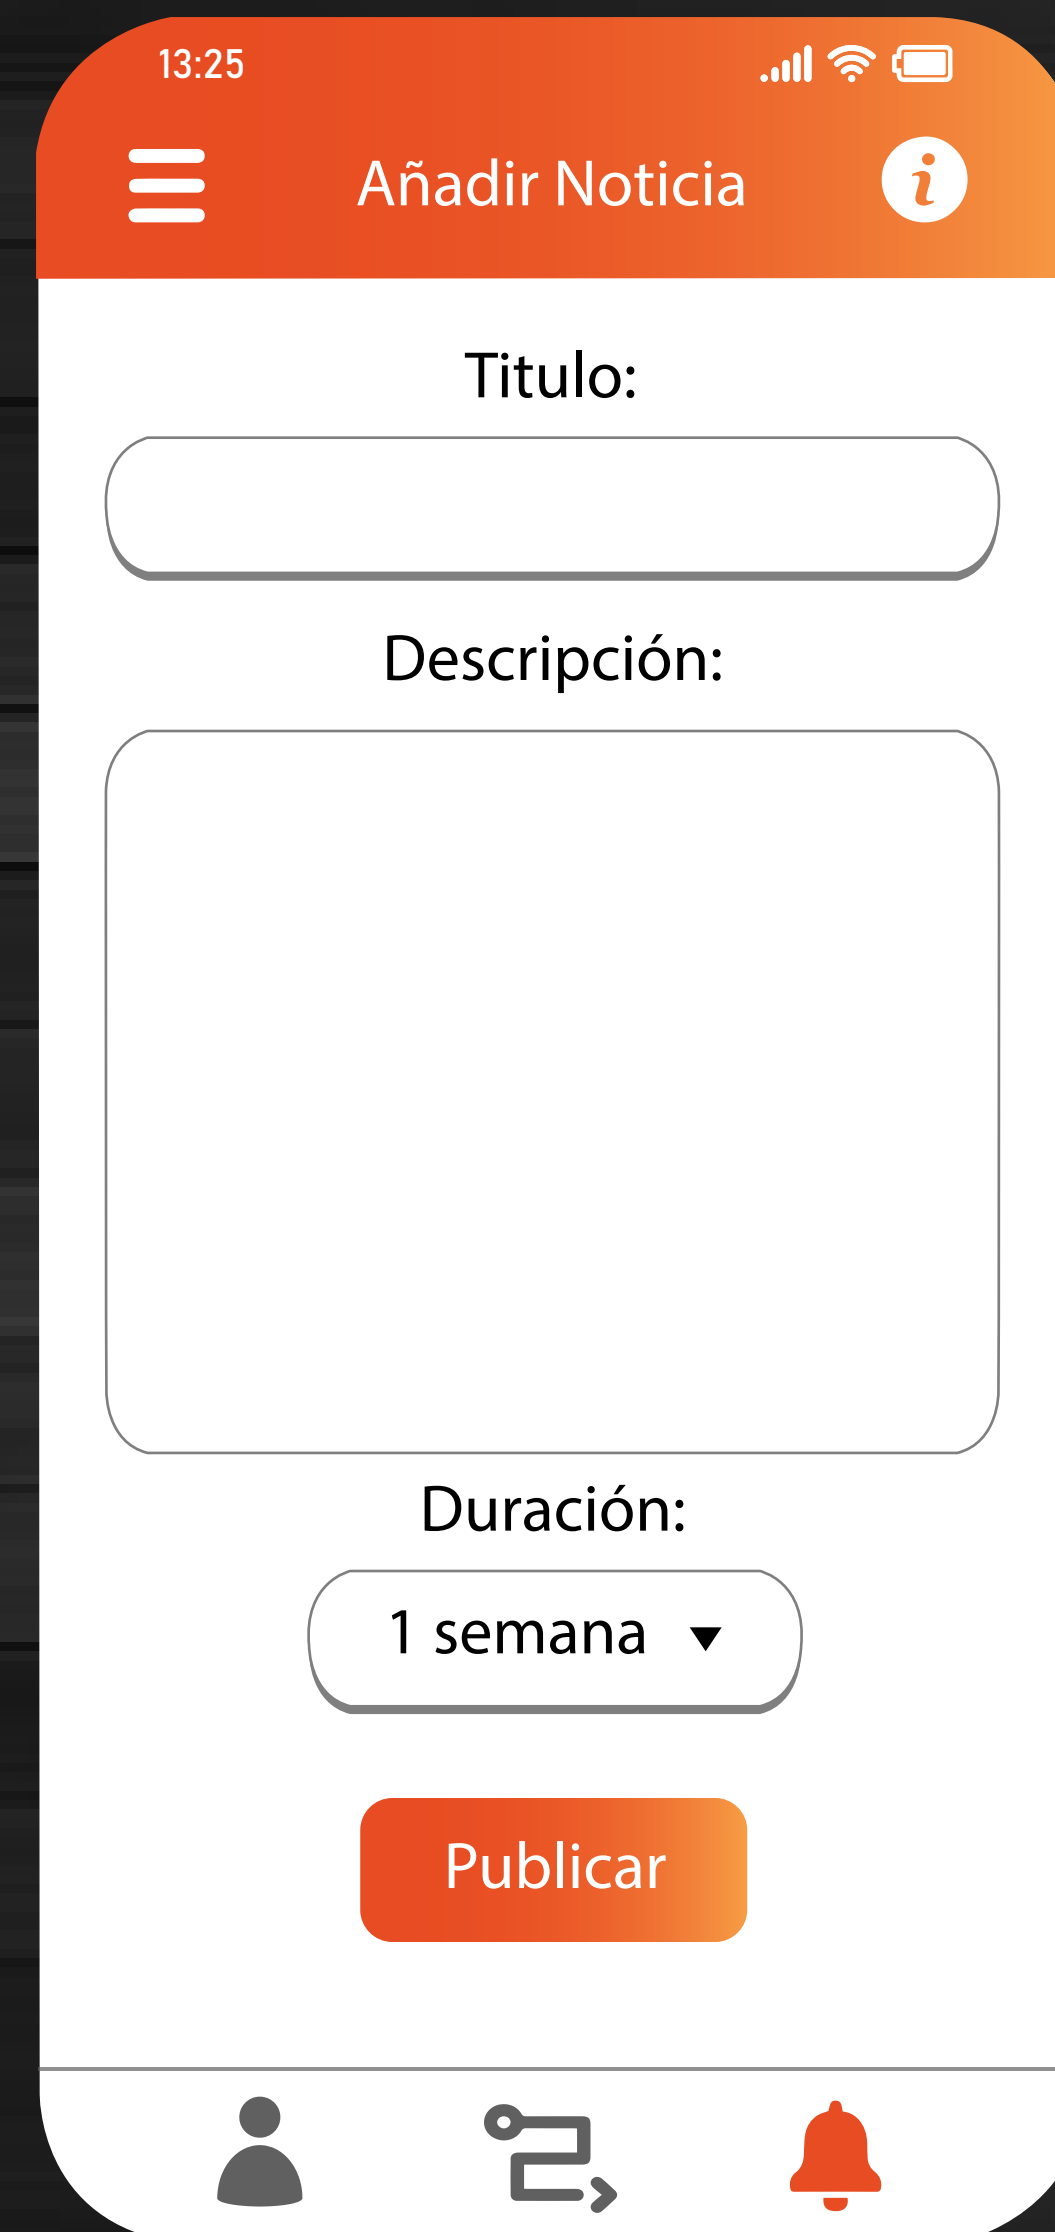 13:25
Añadir Noticia
i
Titulo:
Descripción:
Duración:
1 semana
Publicar